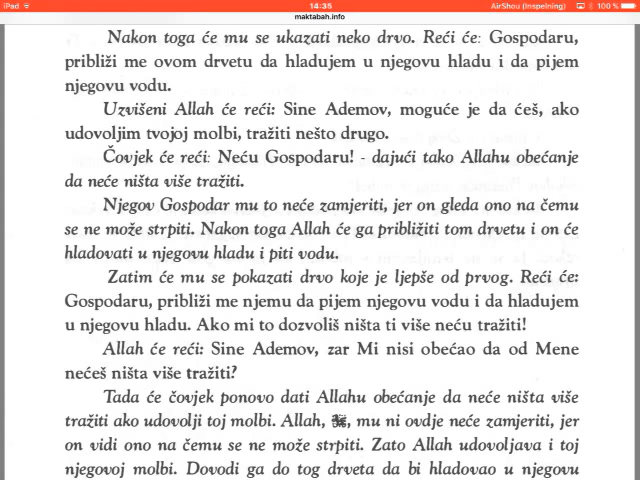 iPad
14:35
AirShou (Inspelning)
100 %
maktabah.info
Nakon toga će mu se ukazati neko drvo. Reći će: Gospodaru,
približi me ovom drvetu da hladujem u njegovu hladu i da pijem
njegovu vodu.
Uzvišeni Allah će reći: Sine Ademov, moguće je da ćeš, ako
udovoljim tvojoj molbi, tražiti nešto drugo.
Čovjek će reći: Neću Gospodaru! - dajući tako Allahu obećanje
da neće ništa više tražiti.
Njegov Gospodar mu to neće zamjeriti, jer on gleda ono na čemu
se ne može strpiti. Nakon toga Allah će ga približiti tom drvetu i on će
hladovati u njegovu hladu i piti vodu.
Zatim će mu se pokazati drvo koje je ljepše od prvog. Reći će:
Gospodaru, približi me njemu da pijem njegovu vodu i da hladujem
u njegovu hladu. Ako mi to dozvoliš ništa ti više neću tražiti!
Allah će reći: Sine Ademov, zar Mi nisi obećao da od Mene
nećeš ništa više tražiti?
Tada će čovjek ponovo dati Allahu obećanje da neće ništa više
tražiti ako udovolji toj molbi. Allah, ﷻ, mu ni ovdje neće zamjeriti, jer
on vidi ono na čemu se ne može strpiti. Zato Allah udovoljava i toj
njegovoj molbi. Dovodi ga do tog drveta da bi hladovao u njegovu